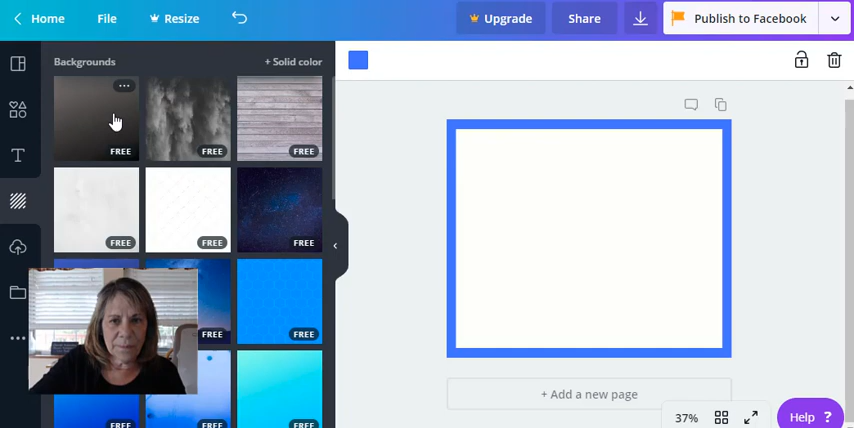 Home File Resize Upgrade Share Publish to Facebook
Backgrounds + Solid color
FREE FREE FREE
FREE FREE FREE
FREE FREE
FREE FREE FREE
+ Add a new page
37% Help ?